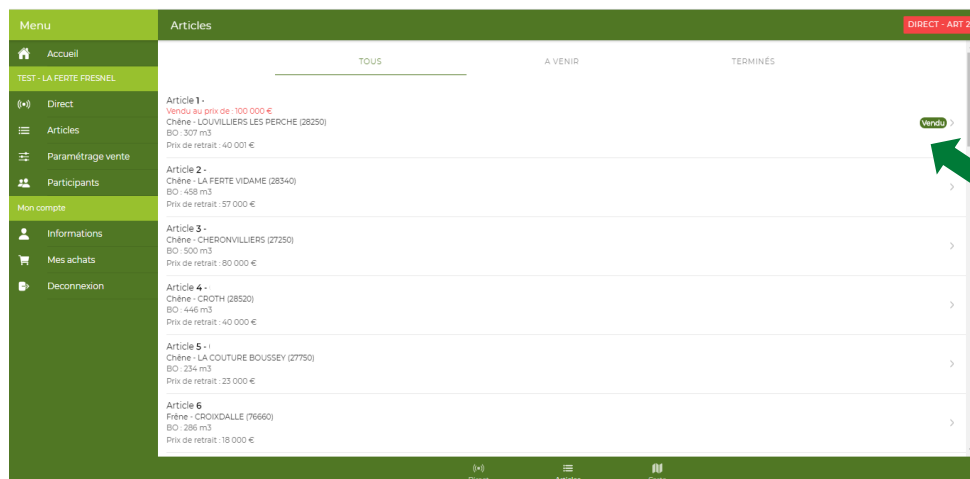 Menu
Articles
DIRECT - ART 2
Accueil
TEST - LA FERTE FRESNEL
Direct
Articles
Paramétrage vente
Participants
Mon compte
Informations
Mes achats
Deconnexion
TOUS
A VENIR
TERMINÉS
Article 1 -
Vendu au prix de : 100 000 €
Chêne - LOUVILLIERS LES PERCHE (28250)
BO : 307 m3
Prix de retrait : 40 001 €
Vendu
Article 2 -
Chêne - LA FERTE VIDAME (28340)
BO : 458 m3
Prix de retrait : 57 000 €
Article 3 -
Chêne - CHERONVILLIERS (27250)
BO : 500 m3
Prix de retrait : 80 000 €
Article 4 -
Chêne - CROTH (28520)
BO : 446 m3
Prix de retrait : 40 000 €
Article 5 -
Chêne - LA COUTURE BOUSSEY (27750)
BO : 234 m3
Prix de retrait : 23 000 €
Article 6
Frêne - CROIXDALLE (76660)
BO : 286 m3
Prix de retrait : 18 000 €
Direct
Articles
Carte